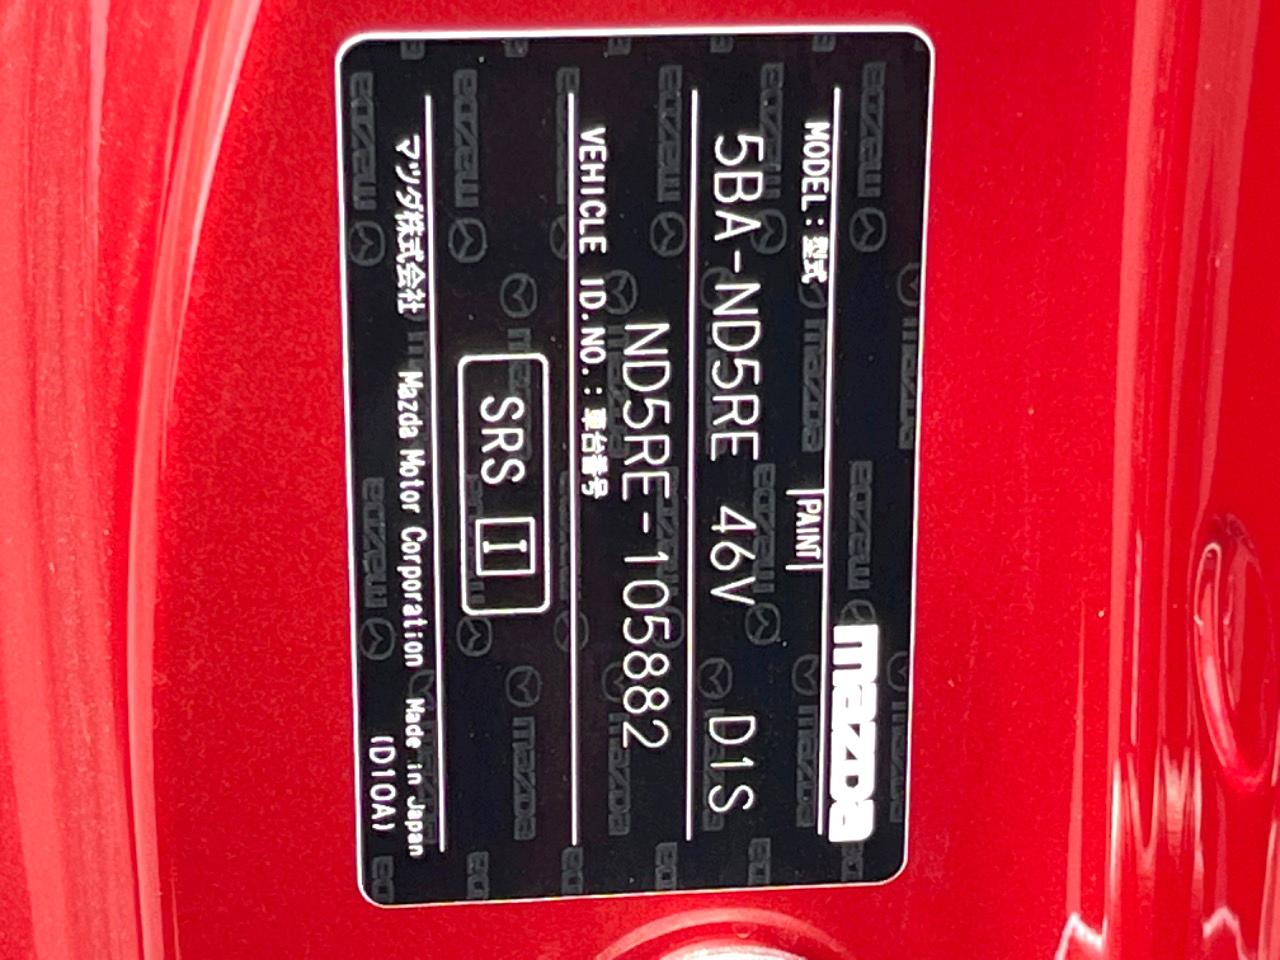 mazda
MODEL:型式 PAINT
5BA-ND5RE 46V D1S
ND5RE-105882
VEHICLE ID.NO.:車台番号
SRS I
マツダ株式会社 Mazda Motor Corporation Made in Japan
(D10A)